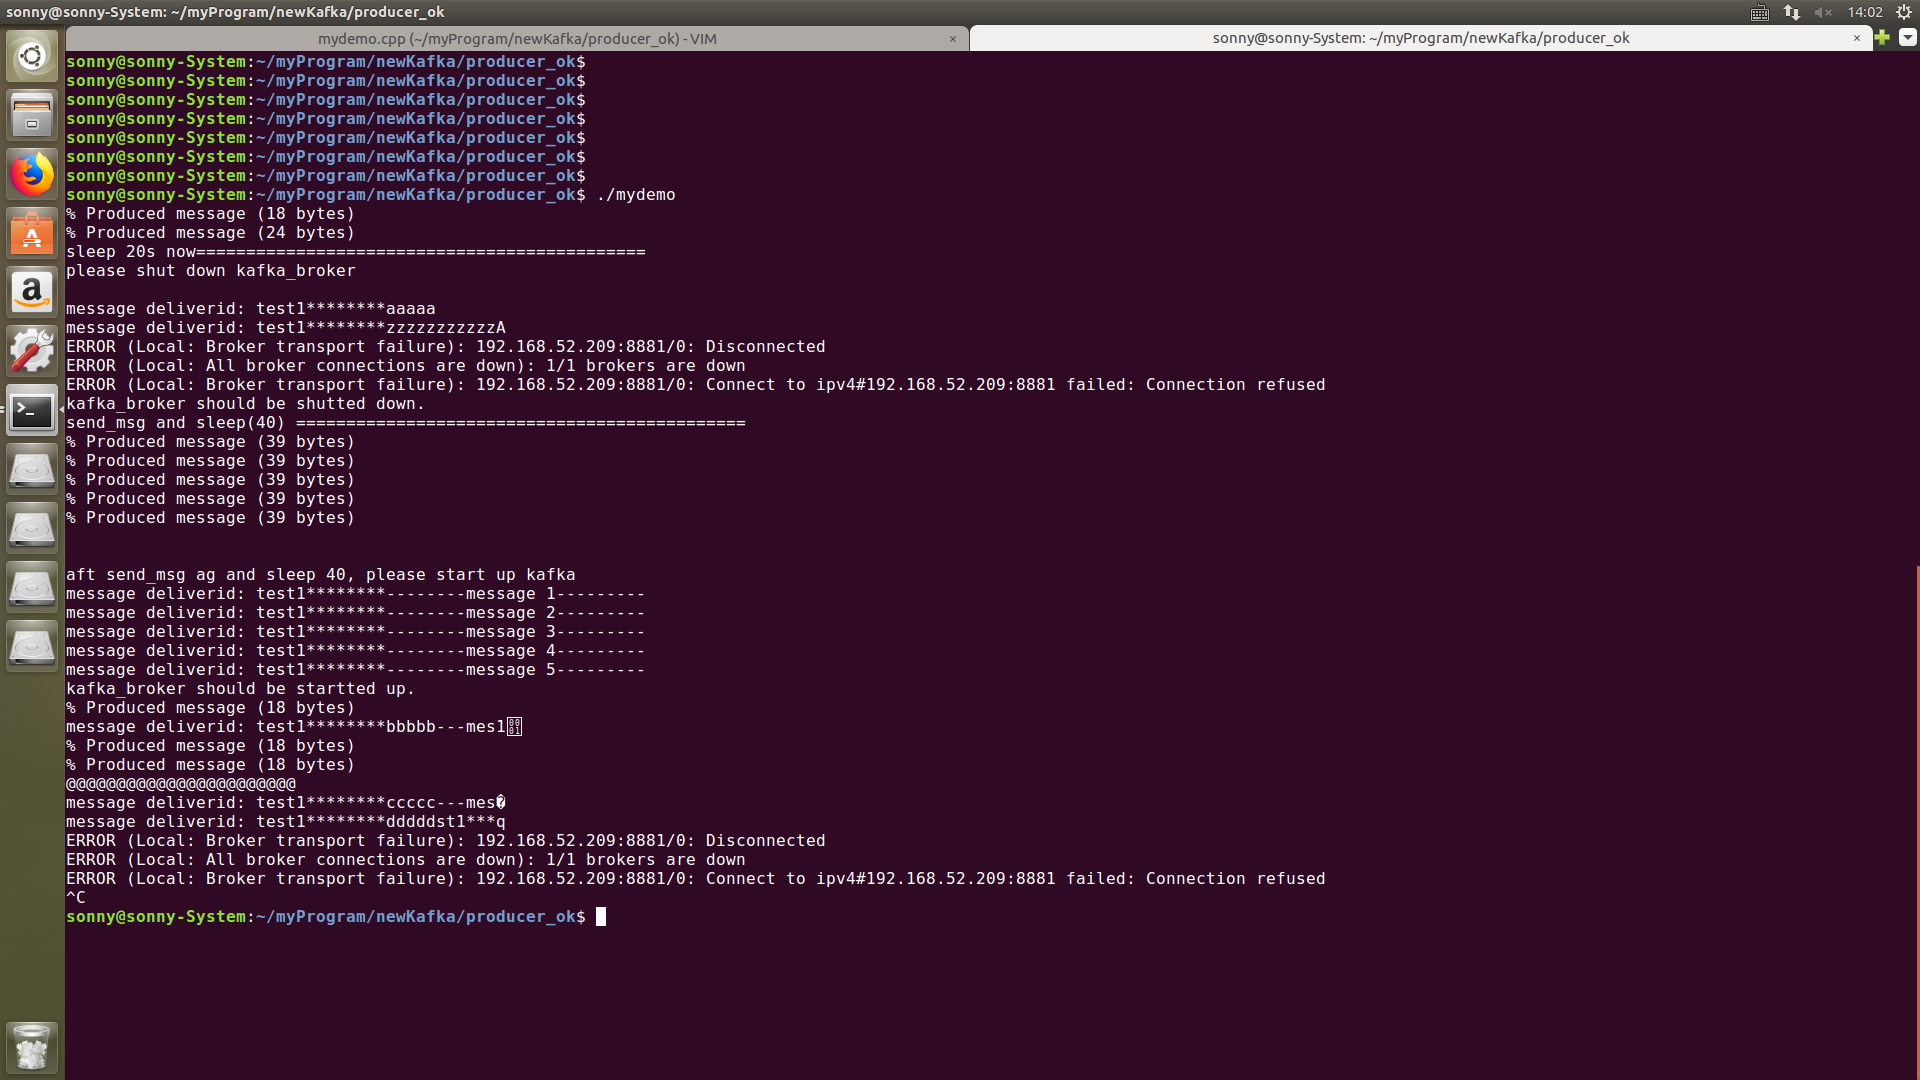 sonny@sonny-System: ~/myProgram/newKafka/producer_ok
14:02
mydemo.cpp (~/myProgram/newKafka/producer_ok) - VIM
sonny@sonny-System: ~/myProgram/newKafka/producer_ok
sonny@sonny-System:~/myProgram/newKafka/producer_ok$
sonny@sonny-System:~/myProgram/newKafka/producer_ok$
sonny@sonny-System:~/myProgram/newKafka/producer_ok$
sonny@sonny-System:~/myProgram/newKafka/producer_ok$
sonny@sonny-System:~/myProgram/newKafka/producer_ok$
sonny@sonny-System:~/myProgram/newKafka/producer_ok$
sonny@sonny-System:~/myProgram/newKafka/producer_ok$
sonny@sonny-System:~/myProgram/newKafka/producer_ok$ ./mydemo
% Produced message (18 bytes)
% Produced message (24 bytes)
sleep 20s now=============================================
please shut down kafka_broker
message deliverid: test1********aaaaa
message deliverid: test1********zzzzzzzzzzzA
ERROR (Local: Broker transport failure): 192.168.52.209:8881/0: Disconnected
ERROR (Local: All broker connections are down): 1/1 brokers are down
ERROR (Local: Broker transport failure): 192.168.52.209:8881/0: Connect to ipv4#192.168.52.209:8881 failed: Connection refused
kafka_broker should be shutted down.
send_msg and sleep(40) =============================================
% Produced message (39 bytes)
% Produced message (39 bytes)
% Produced message (39 bytes)
% Produced message (39 bytes)
% Produced message (39 bytes)
aft send_msg ag and sleep 40, please start up kafka
message deliverid: test1********--------message 1---------
message deliverid: test1********--------message 2---------
message deliverid: test1********--------message 3---------
message deliverid: test1********--------message 4---------
message deliverid: test1********--------message 5---------
kafka_broker should be startted up.
% Produced message (18 bytes)
message deliverid: test1********bbbbb---mes1
% Produced message (18 bytes)
% Produced message (18 bytes)
@@@@@@@@@@@@@@@@@@@@@@@
message deliverid: test1********ccccc---mes�
message deliverid: test1********dddddst1***q
ERROR (Local: Broker transport failure): 192.168.52.209:8881/0: Disconnected
ERROR (Local: All broker connections are down): 1/1 brokers are down
ERROR (Local: Broker transport failure): 192.168.52.209:8881/0: Connect to ipv4#192.168.52.209:8881 failed: Connection refused
^C
sonny@sonny-System:~/myProgram/newKafka/producer_ok$